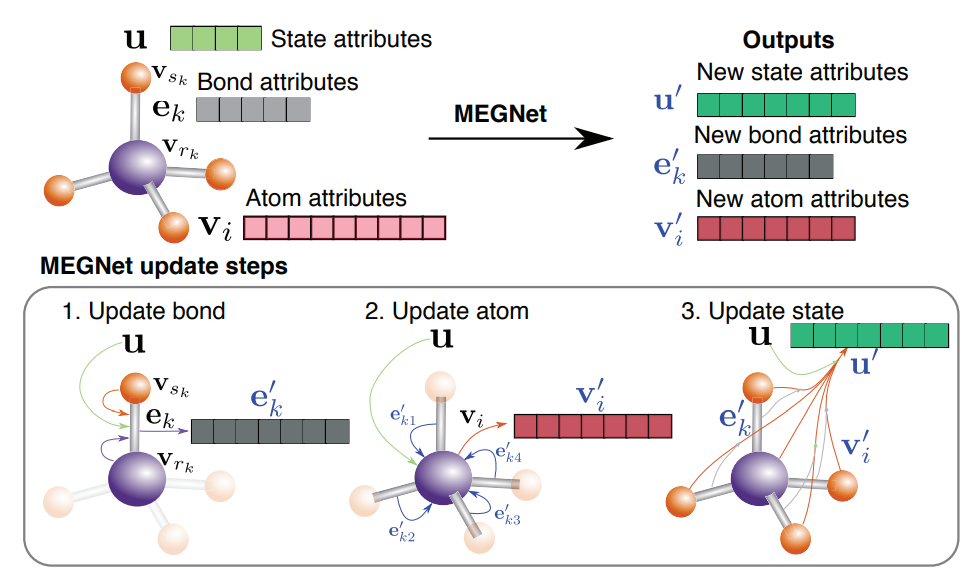 u State attributes
v_{s_k}
Bond attributes
e_k
v_{r_k}
Atom attributes
v_i
MEGNet
Outputs
New state attributes
u′
New bond attributes
e′_k
New atom attributes
v′_i
MEGNet update steps
1. Update bond
u
v_{s_k}
e_k
e′_k
v_{r_k}
2. Update atom
u
e′_{k1}
v_i
v′_i
e′_{k4}
e′_{k2}
e′_{k3}
3. Update state
u
u′
e′_k
v′_i